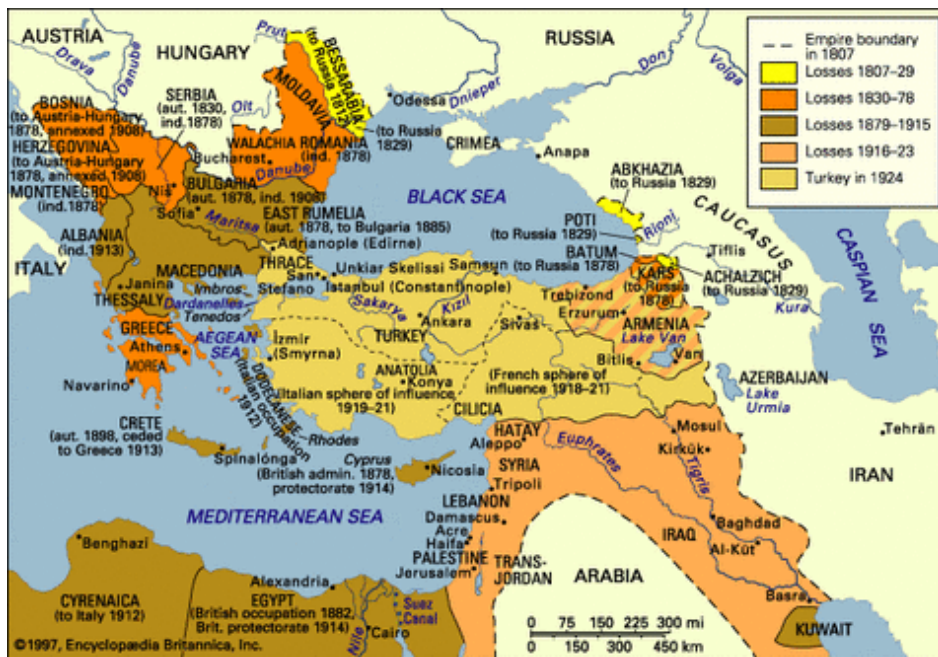 AUSTRIA
Drava
Danube
HUNGARY
Prut
BESSARABIA
(to Russia 1812)
RUSSIA
Don
Volga
Empire boundary
in 1807
Losses 1807–29
Losses 1830–78
Losses 1879–1915
Losses 1916–23
Turkey in 1924
BOSNIA
(to Austria-Hungary
1878, annexed 1908)
HERZEGOVINA
(to Austria-Hungary
1878, annexed 1908)
MONTENEGRO
(ind.1878)
SERBIA
(aut. 1830,
ind.1878)
Olt
MOLDAVIA
WALACHIA
ROMANIA
(ind. 1878)
Bucharest
Danube
Odessa
Dnieper
(to Russia
1829)
CRIMEA
Anapa
ABKHAZIA
(to Russia 1829)
CAUCASUS
CASPIAN SEA
Niš
BULGARIA
(aut. 1878, ind. 1908)
Sofia
Maritsa
EAST RUMELIA
(aut. 1878, to Bulgaria 1885)
Adrianople (Edirne)
BLACK SEA
POTI
(to Russia 1829)
Rioni
BATUM
(to Russia 1878)
Tiflis
KARS
(to Russia
1878)
ACHALZICH
(to Russia 1829)
Kura
ITALY
ALBANIA
(ind.1913)
MACEDONIA
Janina
THESSALY
Imbros
Dardanelles
Tenedos
THRACE
San
Stefano
Unkiar Skelissi
Istanbul (Constantinople)
Samsun
Trebizond
Erzurum
Sakarya
Kizil
Ankara
TURKEY
Sivas
ARMENIA
Lake Van
Van
Bitlis
GREECE
Athens
MOREA
Navarino
AEGEAN
SEA
İzmir
(Smyrna)
ANATOLIA
Konya
(Italian sphere of influence
1919–21)
(French sphere of
influence 1918–21)
CILICIA
AZERBAIJAN
Lake
Urmia
DODECANESE
(Italian occupation
1912)
Rhodes
CRETE
(aut. 1898, ceded
to Greece 1913)
Spinalónga
Cyprus
(British admin. 1878,
protectorate 1914)
Nicosia
HATAY
Aleppo
Euphrates
Mosul
Kirkūk
Tigris
Tehrān
IRAN
SYRIA
Tripoli
LEBANON
Damascus
Acre
Haifa
PALESTINE
Jerusalem
TRANS-
JORDAN
Baghdad
IRAQ
Al-Kūt
Basra
KUWAIT
ARABIA
MEDITERRANEAN SEA
Benghazi
CYRENAICA
(to Italy 1912)
Alexandria
EGYPT
(British occupation 1882,
Brit. protectorate 1914)
Suez
Canal
Cairo
Nile
0 75 150 225 300 mi
0 150 300 450 km
©1997, Encyclopædia Britannica, Inc.